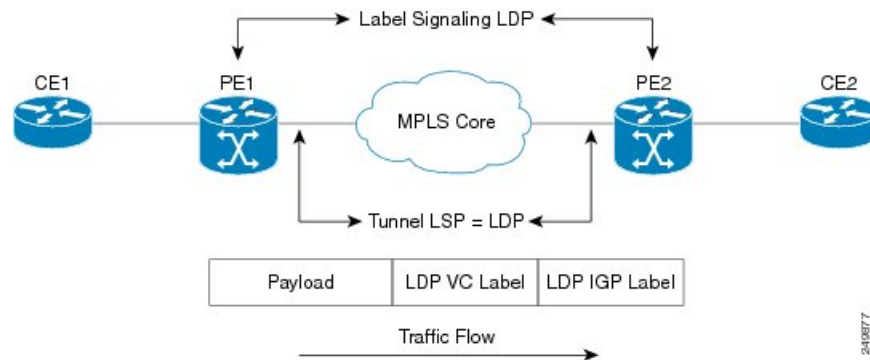 Label Signaling LDP
CE1
PE1
PE2
CE2
MPLS Core
Tunnel LSP = LDP
Payload
LDP VC Label
LDP IGP Label
Traffic Flow
249877